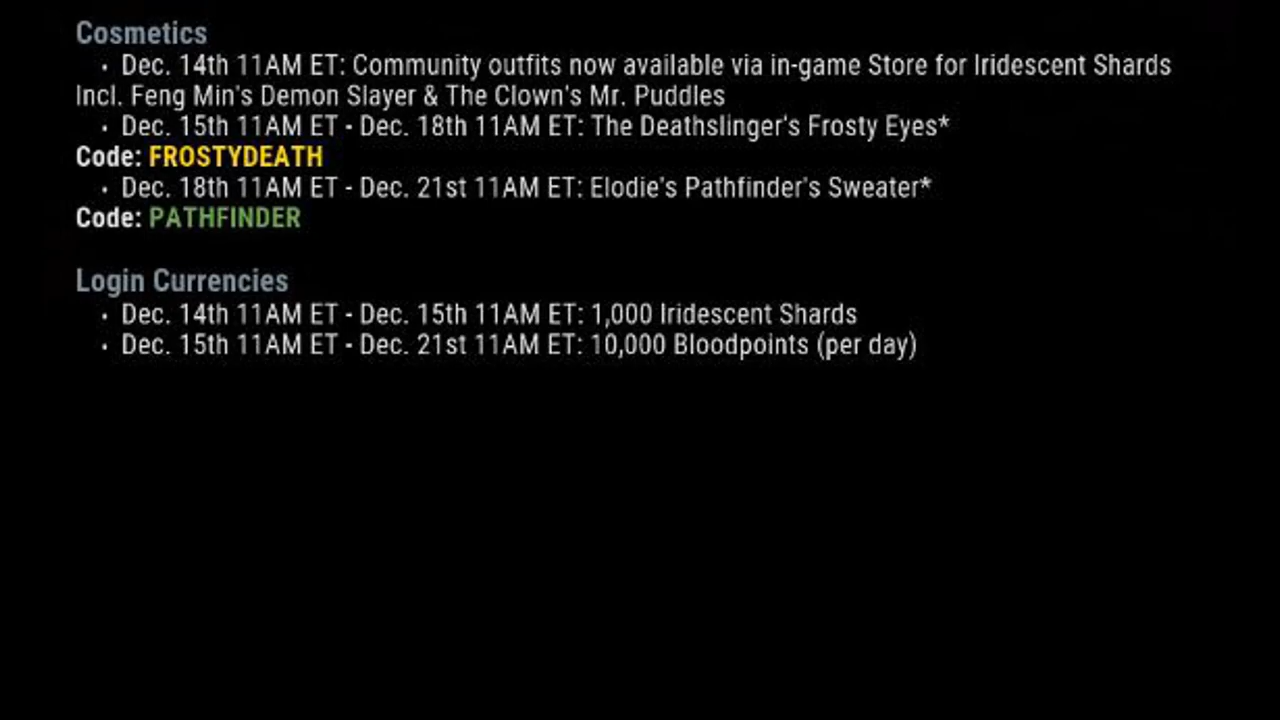 Cosmetics
• Dec. 14th 11AM ET: Community outfits now available via in-game Store for Iridescent Shards
Incl. Feng Min's Demon Slayer & The Clown's Mr. Puddles
• Dec. 15th 11AM ET - Dec. 18th 11AM ET: The Deathslinger's Frosty Eyes*
Code: FROSTYDEATH
• Dec. 18th 11AM ET - Dec. 21st 11AM ET: Elodie's Pathfinder's Sweater*
Code: PATHFINDER
Login Currencies
• Dec. 14th 11AM ET - Dec. 15th 11AM ET: 1,000 Iridescent Shards
• Dec. 15th 11AM ET - Dec. 21st 11AM ET: 10,000 Bloodpoints (per day)